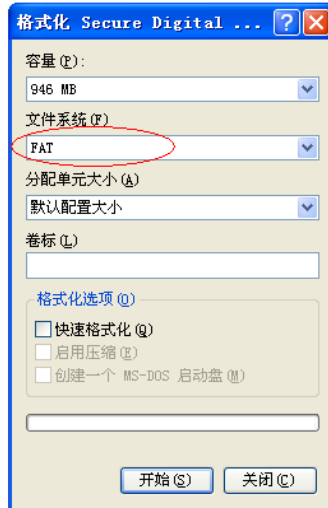 格式化 Secure Digital ...
容量(P):
946 MB
文件系统(F)
FAT
分配单元大小(A)
默认配置大小
卷标(L)
格式化选项(O)
快速格式化(Q)
启用压缩(E)
创建一个 MS-DOS 启动盘(M)
开始(S) 关闭(C)